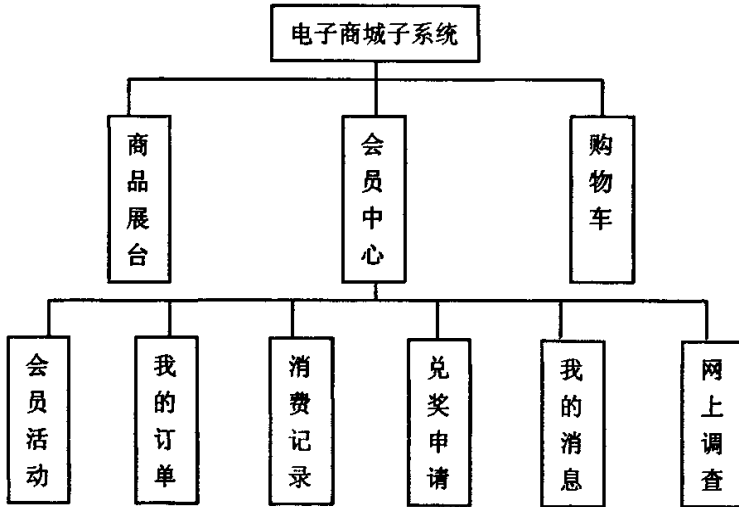 电子商城子系统
商品展台
会员中心
购物车
会员活动
我的订单
消费记录
兑奖申请
我的消息
网上调查